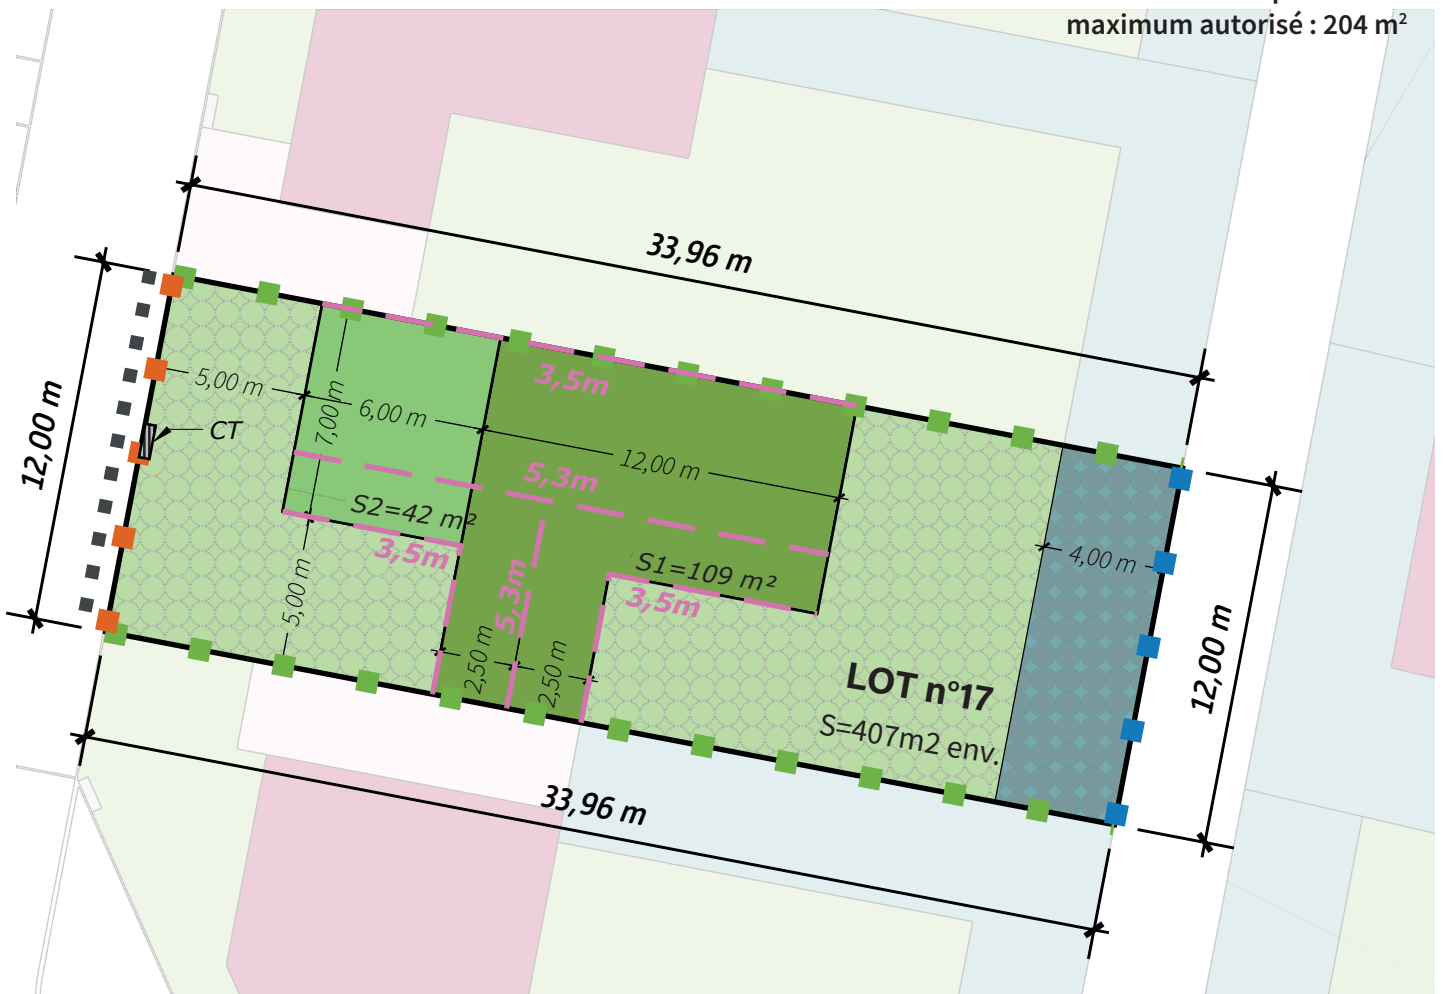 maximum autorisé : 204 m²
33,96 m
12,00 m
5,00 m
CT
7,00 m
6,00 m
3,5m
12,00 m
5,3m
S2=42 m²
3,5m
S1=109 m²
3,5m
5,3m
5,00 m
2,50 m
2,50 m
4,00 m
LOT n°17
S=407m2 env.
12,00 m
33,96 m